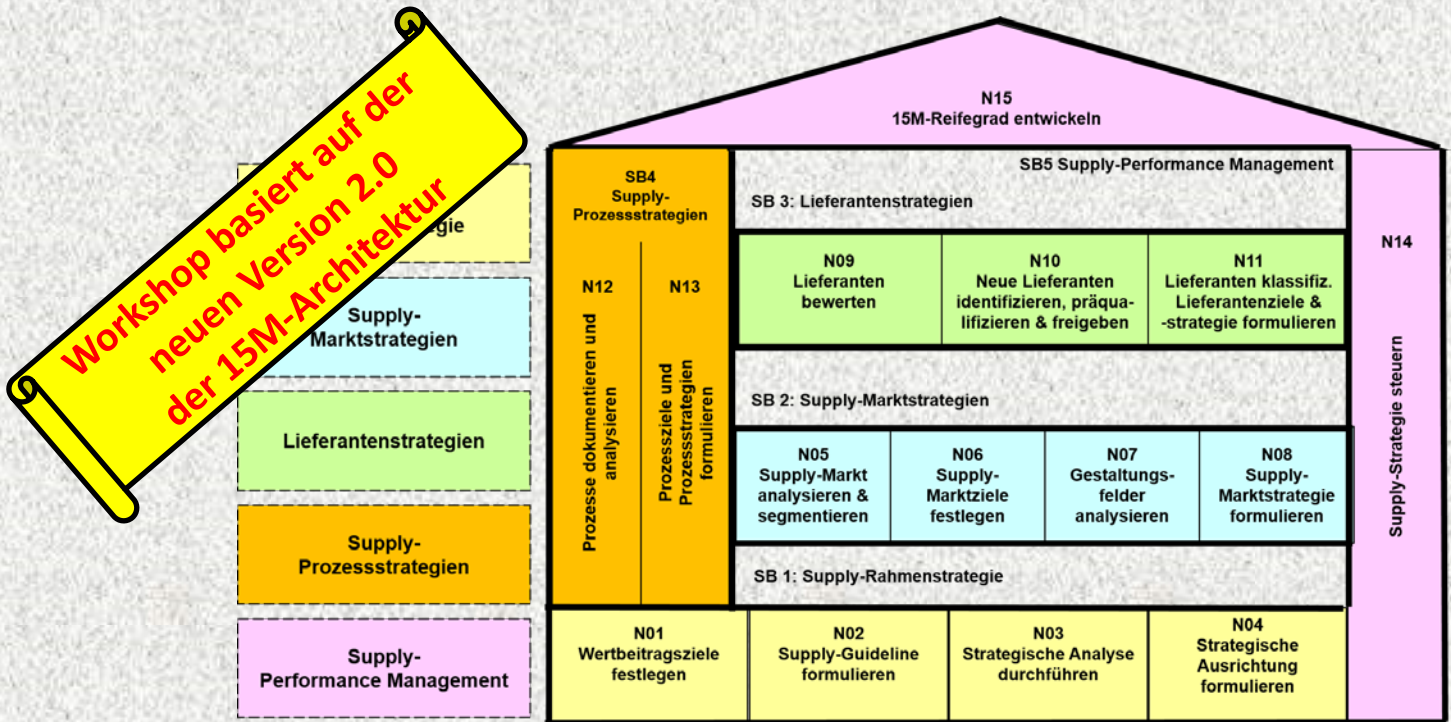 Workshop basiert auf der
neuen Version 2.0
der 15M-Architektur
gie
Supply-
Marktstrategien
Lieferantenstrategien
Supply-
Prozessstrategien
Supply-
Performance Management
N15
15M-Reifegrad entwickeln
SB4
Supply-
Prozessstrategien
N12
Prozesse dokumentieren und
analysieren
N13
Prozessziele und
Prozessstrategien
formulieren
SB5 Supply-Performance Management
SB 3: Lieferantenstrategien
N09
Lieferanten
bewerten
N10
Neue Lieferanten
identifizieren, präqua-
lifizieren & freigeben
N11
Lieferanten klassifiz.
Lieferantenziele &
-strategie formulieren
SB 2: Supply-Marktstrategien
N05
Supply-Markt
analysieren &
segmentieren
N06
Supply-
Marktziele
festlegen
N07
Gestaltungs-
felder
analysieren
N08
Supply-
Marktstrategie
formulieren
SB 1: Supply-Rahmenstrategie
N14
Supply-Strategie steuern
N01
Wertbeitragsziele
festlegen
N02
Supply-Guideline
formulieren
N03
Strategische Analyse
durchführen
N04
Strategische
Ausrichtung
formulieren